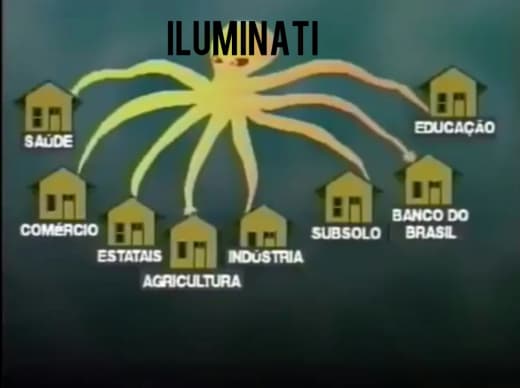 ILUMINATI
SAúDE
EDUCAÇÃO
COMéRCIO
ESTATAIS
AGRICULTURA
INDÚSTRIA
SUBSOLO
BANCO DO
BRASIL